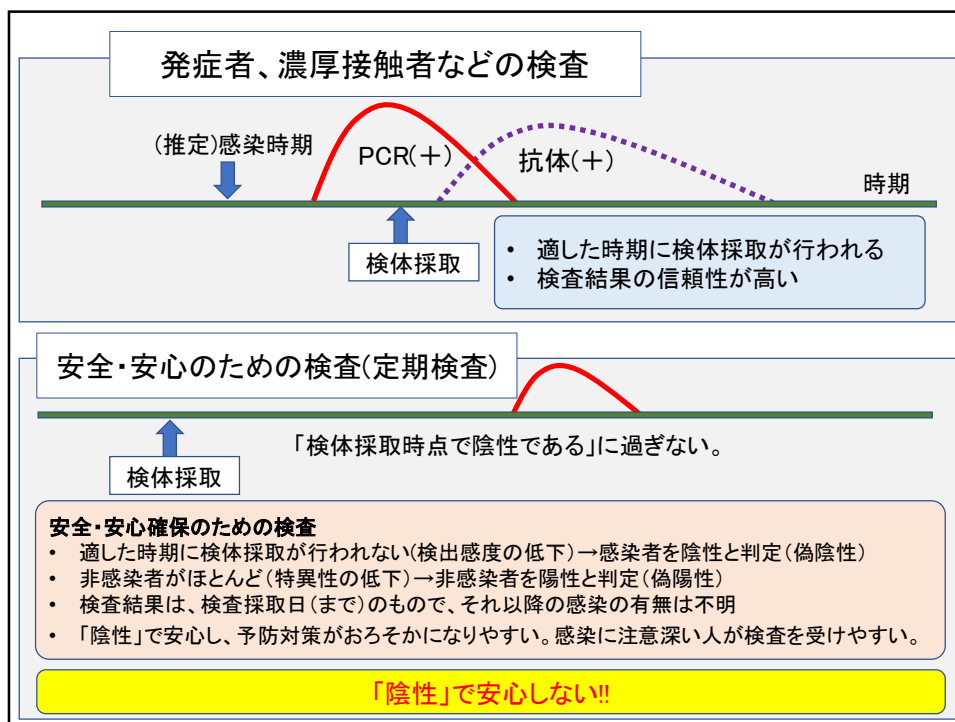 発症者、濃厚接触者などの検査
(推定)感染時期
PCR(＋)
抗体(＋)
時期
検体採取
• 適した時期に検体採取が行われる
• 検査結果の信頼性が高い
安全・安心のための検査(定期検査)
「検体採取時点で陰性である」に過ぎない。
検体採取
安全・安心確保のための検査
• 適した時期に検体採取が行われない(検出感度の低下)→感染者を陰性と判定(偽陰性)
• 非感染者がほとんど(特異性の低下)→非感染者を陽性と判定(偽陽性)
• 検査結果は、検査採取日(まで)のもので、それ以降の感染の有無は不明
• 「陰性」で安心し、予防対策がおろそかになりやすい。感染に注意深い人が検査を受けやすい。
「陰性」で安心しない!!